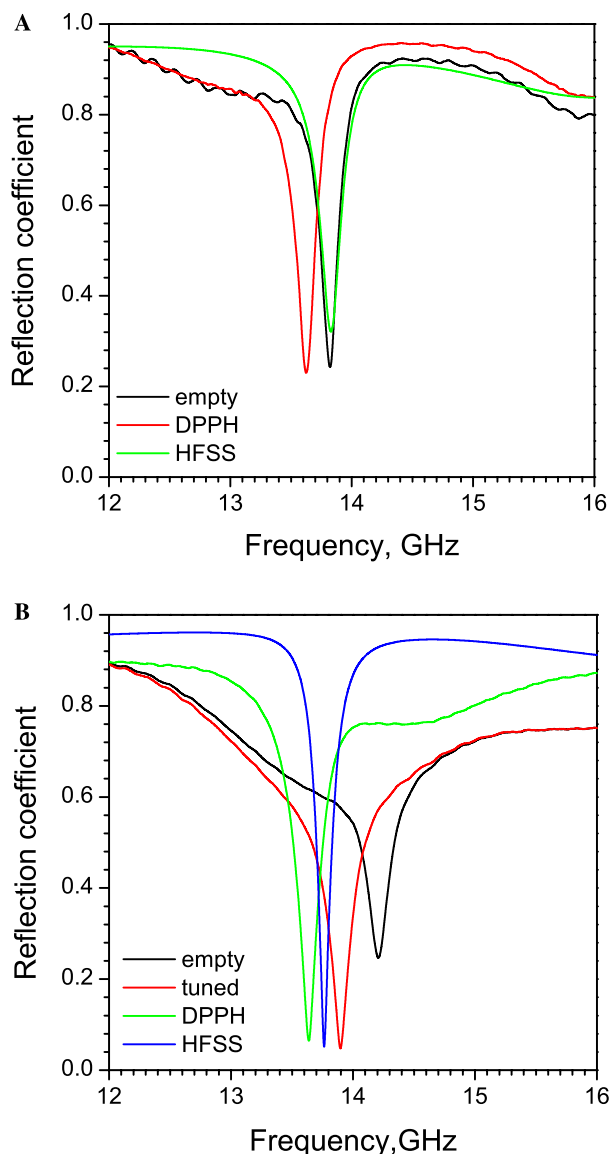 A
1.0
0.8
0.6
0.4
0.2
0.0
Reflection coefficient
empty
DPPH
HFSS
12 13 14 15 16
Frequency, GHz
B
1.0
0.8
0.6
0.4
0.2
0.0
Reflection coefficient
empty
tuned
DPPH
HFSS
12 13 14 15 16
Frequency,GHz